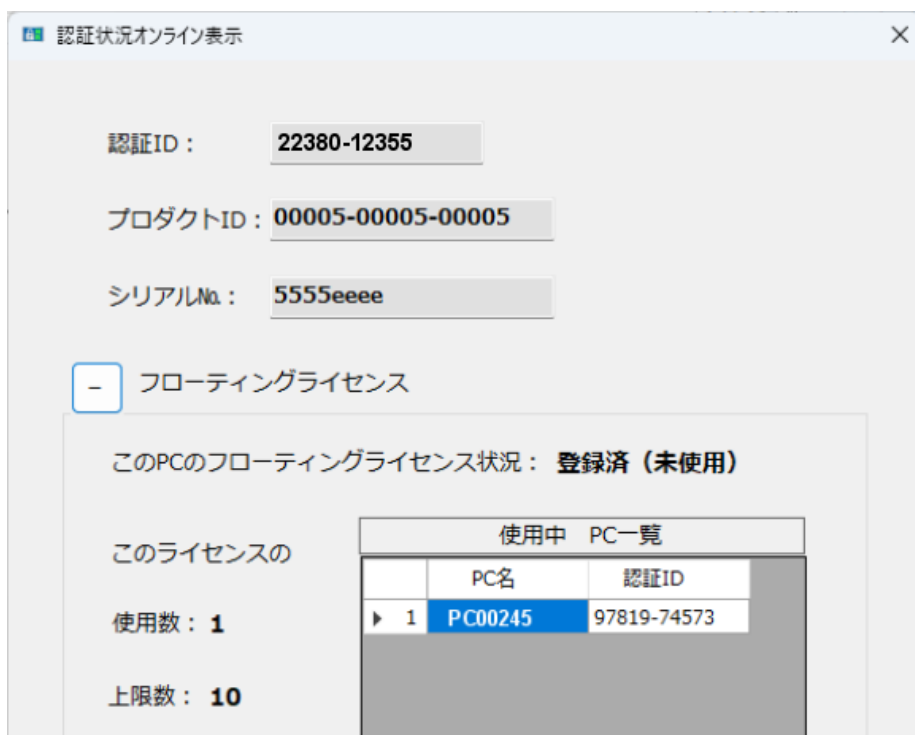 認証状況オンライン表示
認証ID： 22380-12355
プロダクトID： 00005-00005-00005
シリアル№： 5555eeee
− フローティングライセンス
このPCのフローティングライセンス状況： 登録済（未使用）
使用中 PC一覧
このライセンスの
PC名 認証ID
使用数： 1
1 PC00245 97819-74573
上限数： 10